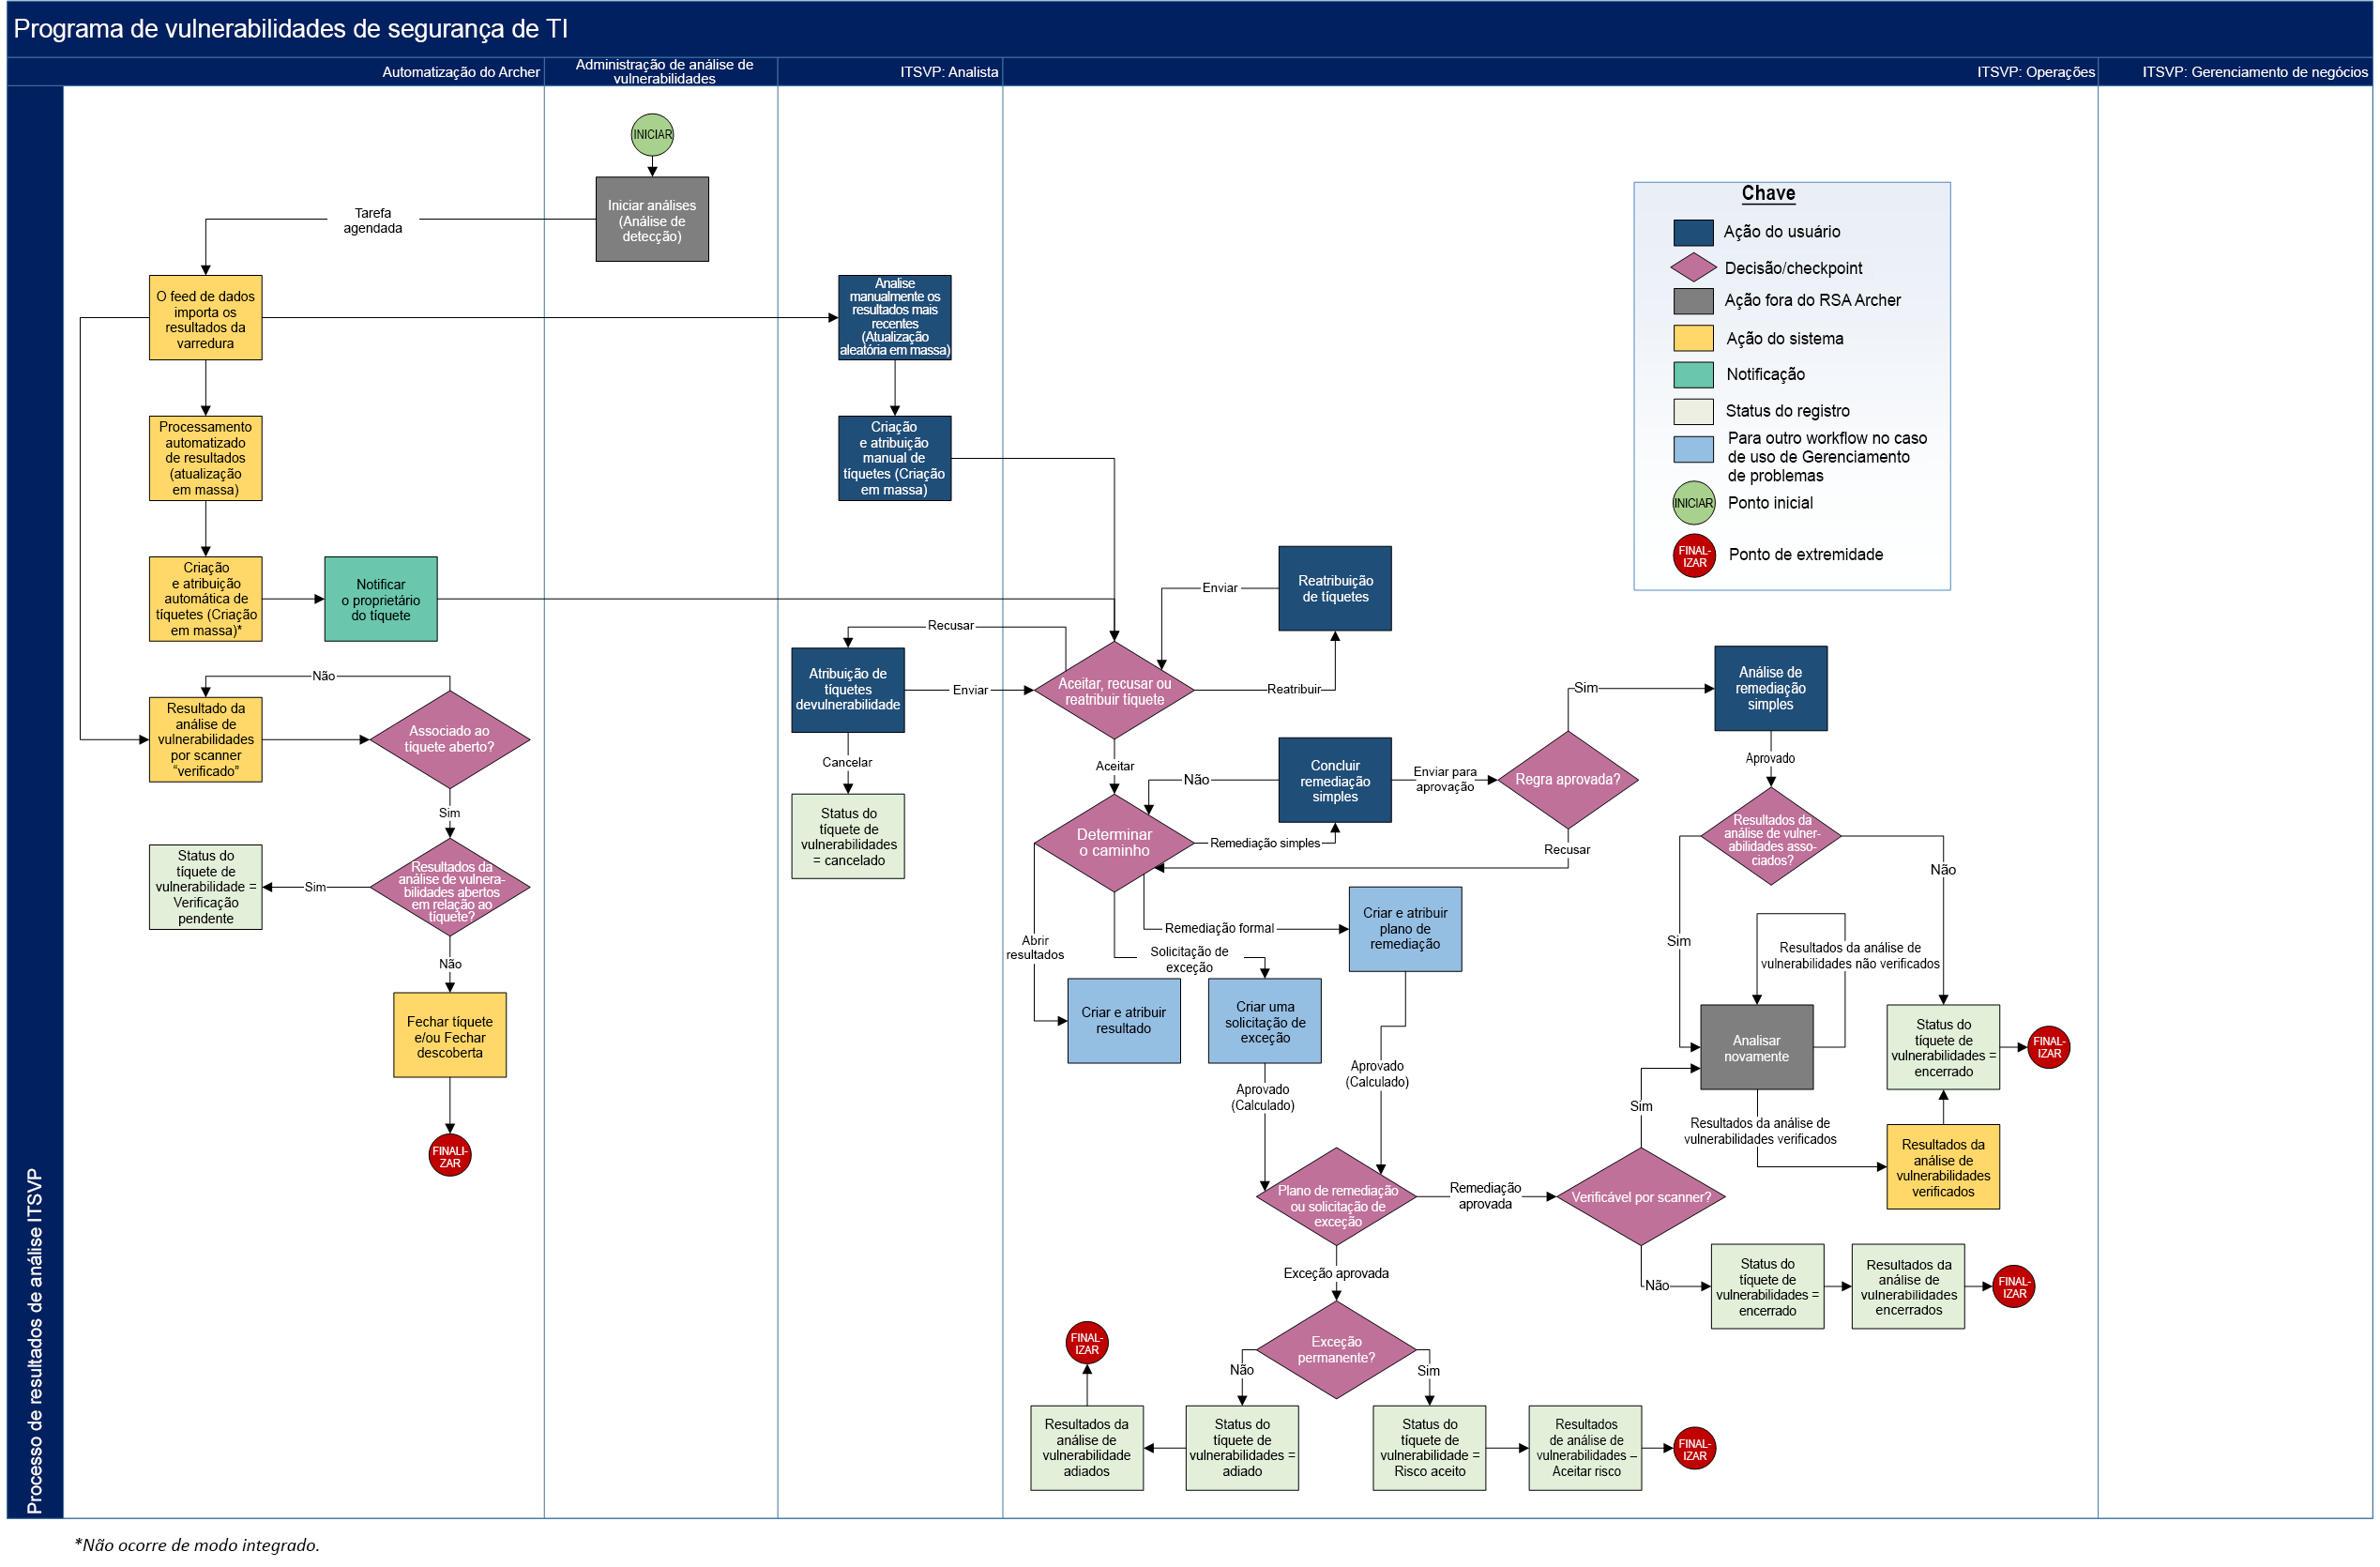 Programa de vulnerabilidades de segurança de TI
Automatização do Archer
Administração de análise de
vulnerabilidades
ITSVP: Analista
ITSVP: Operações
ITSVP: Gerenciamento de negócios
Processo de resultados de análise ITSVP
INICIAR
Iniciar análises
(Análise de
detecção)
Tarefa
agendada
O feed de dados
importa os
resultados da
varredura
Processamento
automatizado
de resultados
(atualização
em massa)
Criação
e atribuição
automática de
tíquetes (Criação
em massa)*
Notificar
o proprietário
do tíquete
Não
Resultado da
análise de
vulnerabilidades
por scanner
“verificado”
Associado ao
tíquete aberto?
Sim
Resultados da
análise de vulnera-
bilidades abertos
em relação ao
tíquete?
Sim
Status do
tíquete de
vulnerabilidade =
Verificação
pendente
Não
Fechar tíquete
e/ou Fechar
descoberta
FINALI-
ZAR
Analise
manualmente os
resultados mais
recentes
(Atualização
aleatória em massa)
Criação
e atribuição
manual de
tíquetes (Criação
em massa)
Recusar
Atribuição de
tíquetes
devulnerabilidade
Enviar
Cancelar
Status do
tíquete de
vulnerabilidades
= cancelado
Aceitar, recusar ou
reatribuir tíquete
Enviar
Reatribuição
de tíquetes
Reatribuir
Aceitar
Determinar
o caminho
Não
Concluir
remediação
simples
Remediação simples
Enviar para
aprovação
Regra aprovada?
Sim
Recusar
Análise de
remediação
simples
Aprovado
Resultados da
análise de vulner-
abilidades asso-
ciados?
Sim
Não
Abrir
resultados
Remediação formal
Solicitação de
exceção
Criar e atribuir
plano de
remediação
Criar e atribuir
resultado
Criar uma
solicitação de
exceção
Aprovado
(Calculado)
Aprovado
(Calculado)
Resultados da análise de
vulnerabilidades não verificados
Analisar
novamente
Resultados da análise de
vulnerabilidades verificados
Status do
tíquete de
vulnerabilidades =
encerrado
FINAL-
IZAR
Resultados da
análise de
vulnerabilidades
verificados
Plano de remediação
ou solicitação de
exceção
Remediação
aprovada
Verificável por scanner?
Sim
Não
Status do
tíquete de
vulnerabilidades =
encerrado
Resultados da
análise de
vulnerabilidades
encerrados
FINAL-
IZAR
Exceção aprovada
Exceção
permanente?
Não
Sim
FINAL-
IZAR
Resultados da
análise de
vulnerabilidade
adiados
Status do
tíquete de
vulnerabilidades =
adiado
Status do
tíquete de
vulnerabilidade =
Risco aceito
Resultados
de análise de
vulnerabilidades –
Aceitar risco
FINAL-
IZAR
Chave
Ação do usuário
Decisão/checkpoint
Ação fora do RSA Archer
Ação do sistema
Notificação
Status do registro
Para outro workflow no caso
de uso de Gerenciamento
de problemas
INICIAR
Ponto inicial
FINAL-
IZAR
Ponto de extremidade
*Não ocorre de modo integrado.